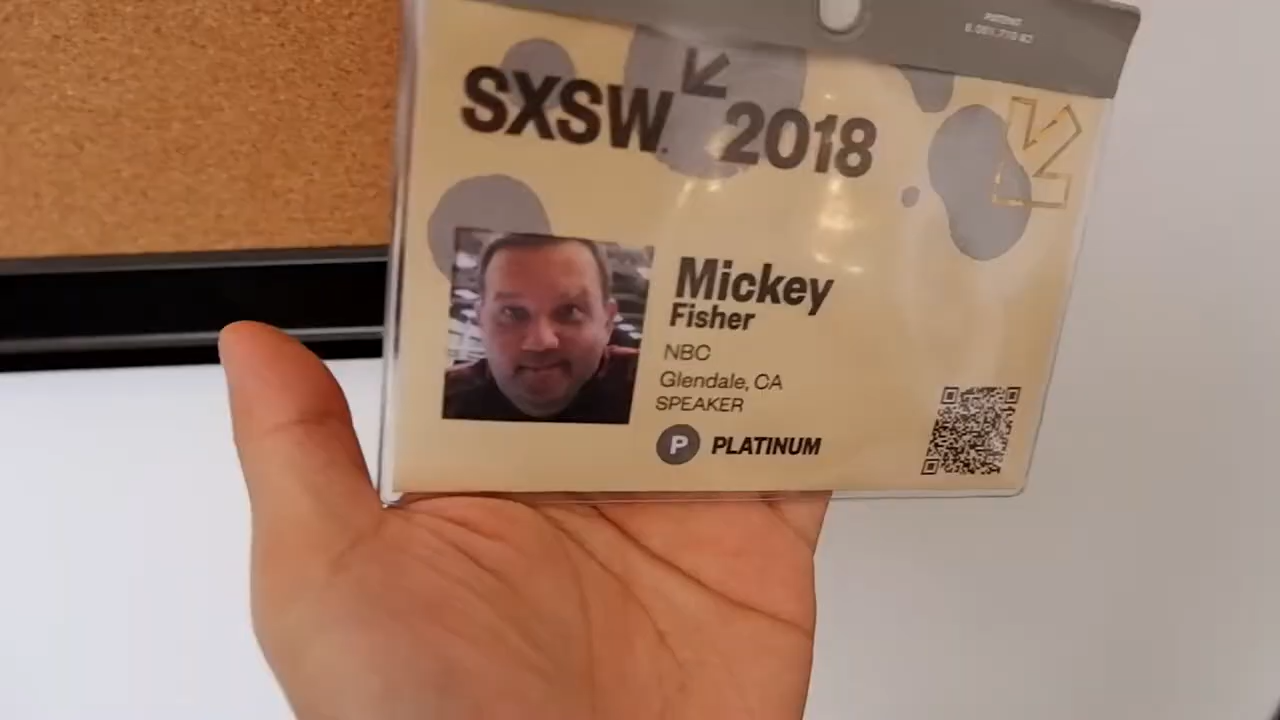 SXSW 2018
Mickey
Fisher
NBC
Glendale, CA
SPEAKER
P PLATINUM